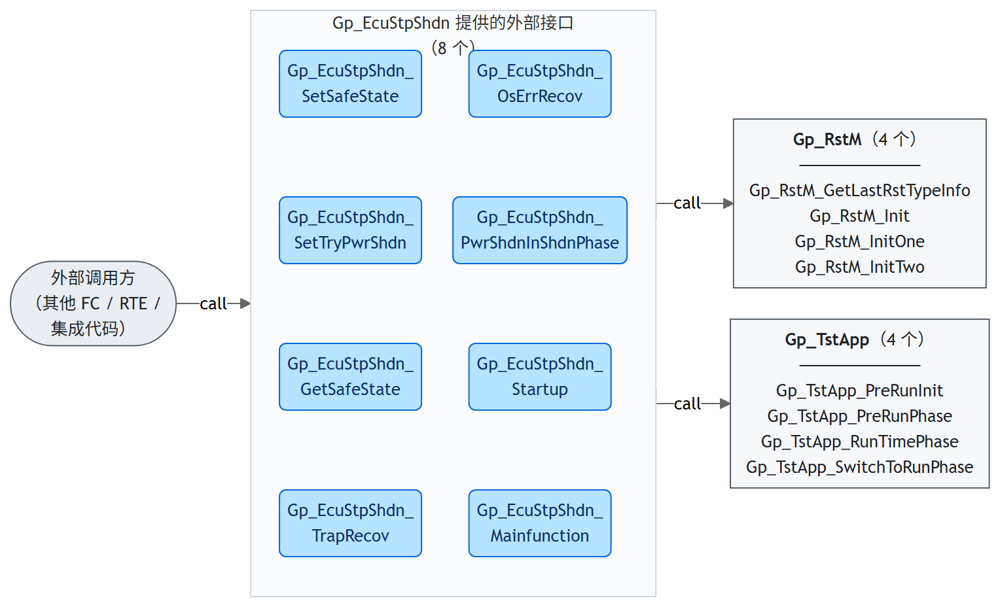 Gp_EcuStpShdn 提供的外部接口
（8 个）
Gp_EcuStpShdn_
SetSafeState
Gp_EcuStpShdn_
OsErrRecov
Gp_EcuStpShdn_
SetTryPwrShdn
Gp_EcuStpShdn_
PwrShdnInShdnPhase
Gp_EcuStpShdn_
GetSafeState
Gp_EcuStpShdn_
Startup
Gp_EcuStpShdn_
TrapRecov
Gp_EcuStpShdn_
Mainfunction
外部调用方
（其他 FC / RTE /
集成代码）
call
call
Gp_RstM（4 个）
Gp_RstM_GetLastRstTypeInfo
Gp_RstM_Init
Gp_RstM_InitOne
Gp_RstM_InitTwo
call
Gp_TstApp（4 个）
Gp_TstApp_PreRunInit
Gp_TstApp_PreRunPhase
Gp_TstApp_RunTimePhase
Gp_TstApp_SwitchToRunPhase